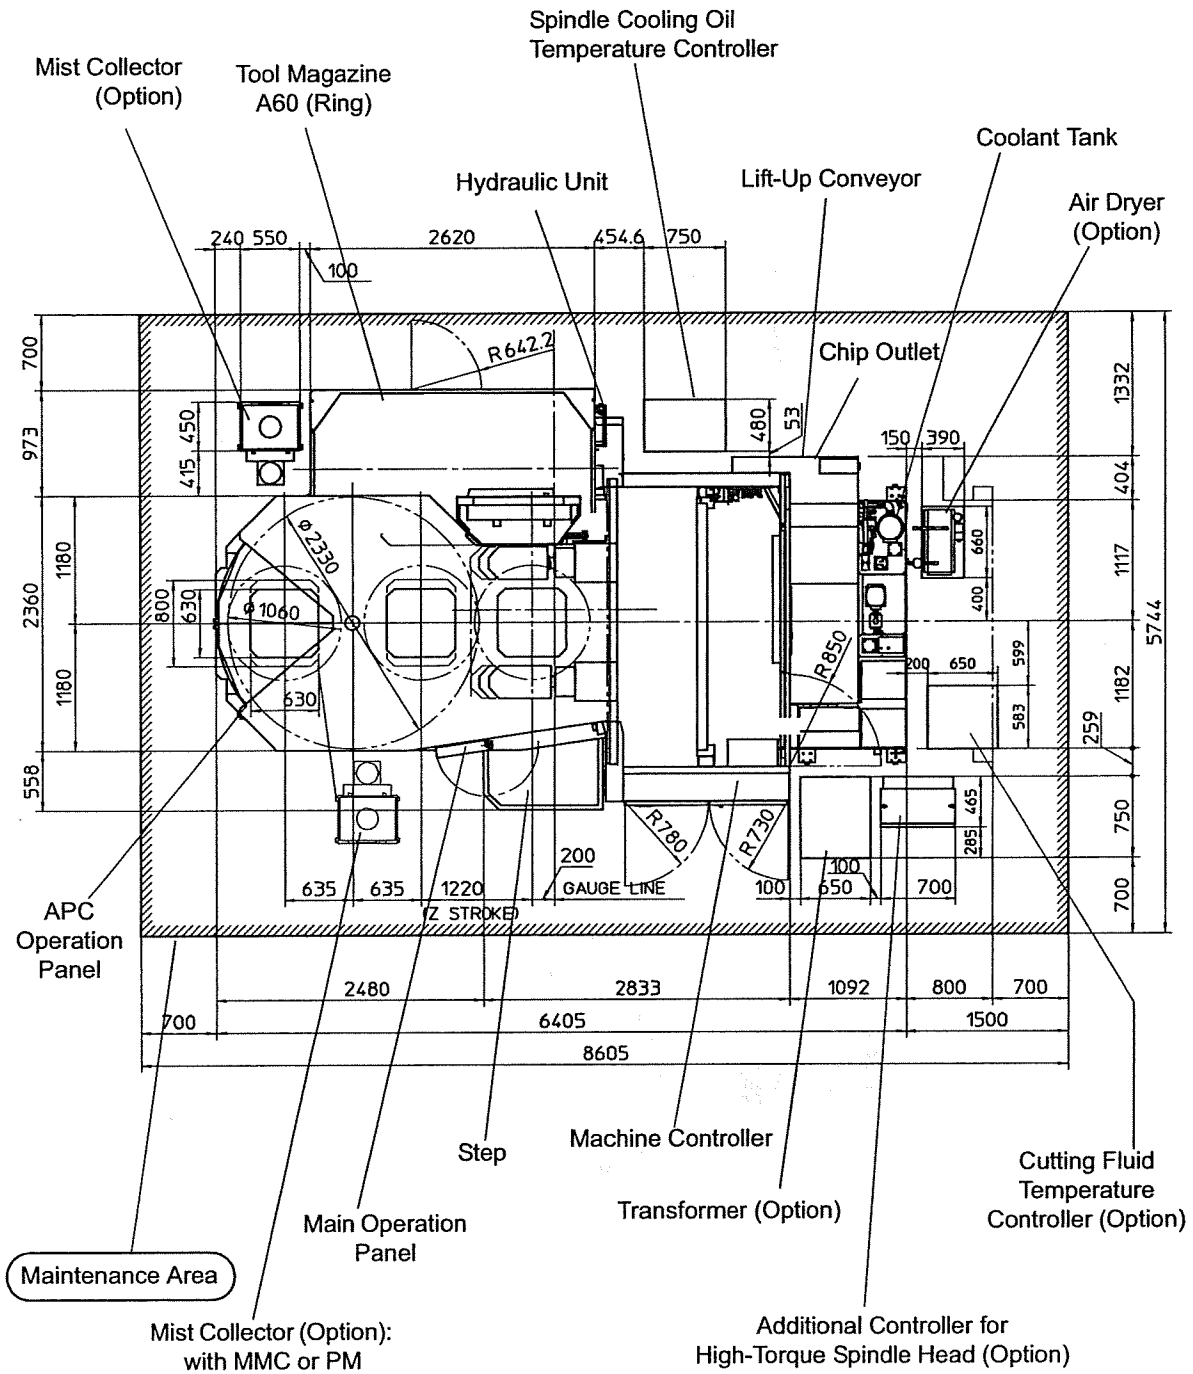 Spindle Cooling Oil
Temperature Controller
Mist Collector
(Option)
Tool Magazine
A60 (Ring)
Coolant Tank
Hydraulic Unit
Lift-Up Conveyor
Air Dryer
(Option)
240
550
2620
454.6
750
100
700
R642.2
Chip Outlet
1332
450
480
53
973
415
150
390
404
1180
ø2330
660
1117
2360
800
630
ø1060
400
5744
R850
599
200
650
1182
1180
630
583
259
558
R780
R730
465
285
750
200
100
635
635
1220
GAUGE LINE
100
650
700
(Z STROKE)
700
APC
Operation
Panel
2480
2833
1092
800
700
700
6405
1500
8605
Step
Machine Controller
Cutting Fluid
Temperature
Controller (Option)
Transformer (Option)
Main Operation
Panel
Maintenance Area
Mist Collector (Option):
with MMC or PM
Additional Controller for
High-Torque Spindle Head (Option)